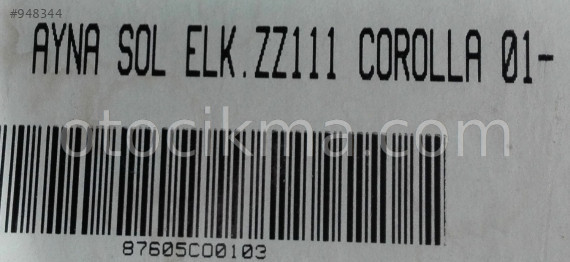 #948344
AYNA SOL ELK.ZZ111 COROLLA 01-
otocikma.com
87605C00103